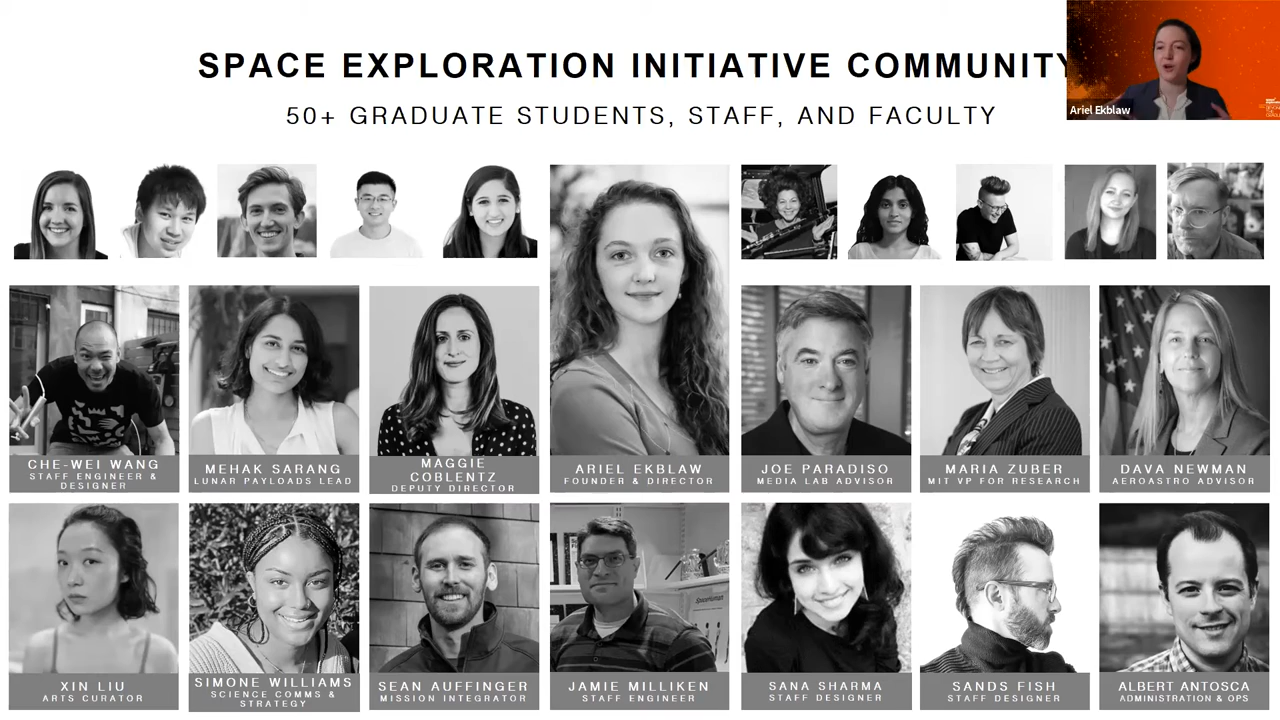 SPACE EXPLORATION INITIATIVE COMMUNITY
50+ GRADUATE STUDENTS, STAFF, AND FACULTY
Ariel Ekblaw
CHE-WEI WANG
STAFF ENGINEER &
DESIGNER
MEHAK SARANG
LUNAR PAYLOADS LEAD
MAGGIE
COBLENTZ
DEPUTY DIRECTOR
ARIEL EKBLAW
FOUNDER & DIRECTOR
JOE PARADISO
MEDIA LAB ADVISOR
MARIA ZUBER
MIT VP FOR RESEARCH
DAVA NEWMAN
AEROASTRO ADVISOR
XIN LIU
ARTS CURATOR
SIMONE WILLIAMS
SCIENCE COMMS &
STRATEGY
SEAN AUFFINGER
MISSION INTEGRATOR
JAMIE MILLIKEN
STAFF ENGINEER
SANA SHARMA
STAFF DESIGNER
SANDS FISH
STAFF DESIGNER
ALBERT ANTOSCA
ADMINISTRATION & OPS